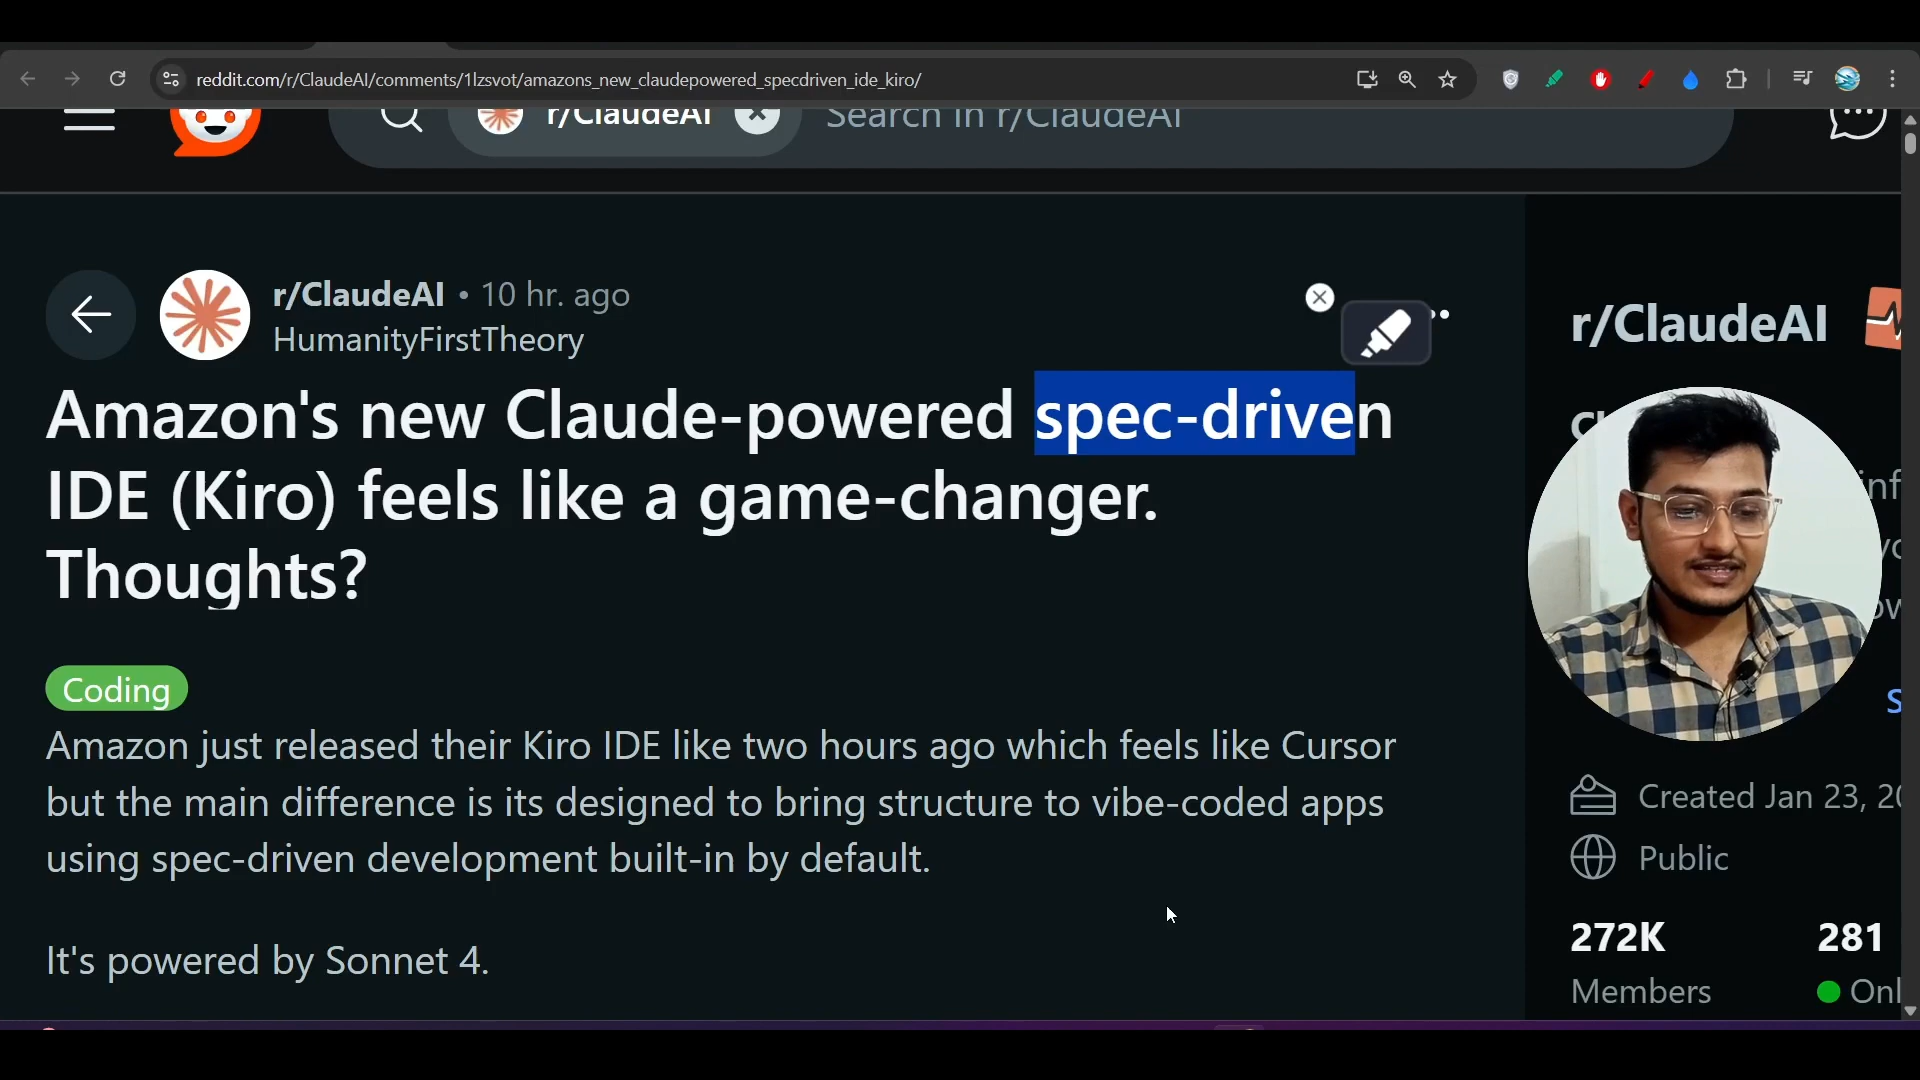 reddit.com/r/ClaudeAI/comments/1lzsvot/amazons_new_claudepowered_specdriven_ide_kiro/
r/ClaudeAI
Search in r/ClaudeAI
r/ClaudeAI • 10 hr. ago
HumanityFirstTheory
Amazon's new Claude-powered spec-driven
IDE (Kiro) feels like a game-changer.
Thoughts?
Coding
Amazon just released their Kiro IDE like two hours ago which feels like Cursor
but the main difference is its designed to bring structure to vibe-coded apps
using spec-driven development built-in by default.
It's powered by Sonnet 4.
r/ClaudeAI
Created Jan 23, 20
Public
272K
281
Members
Onl